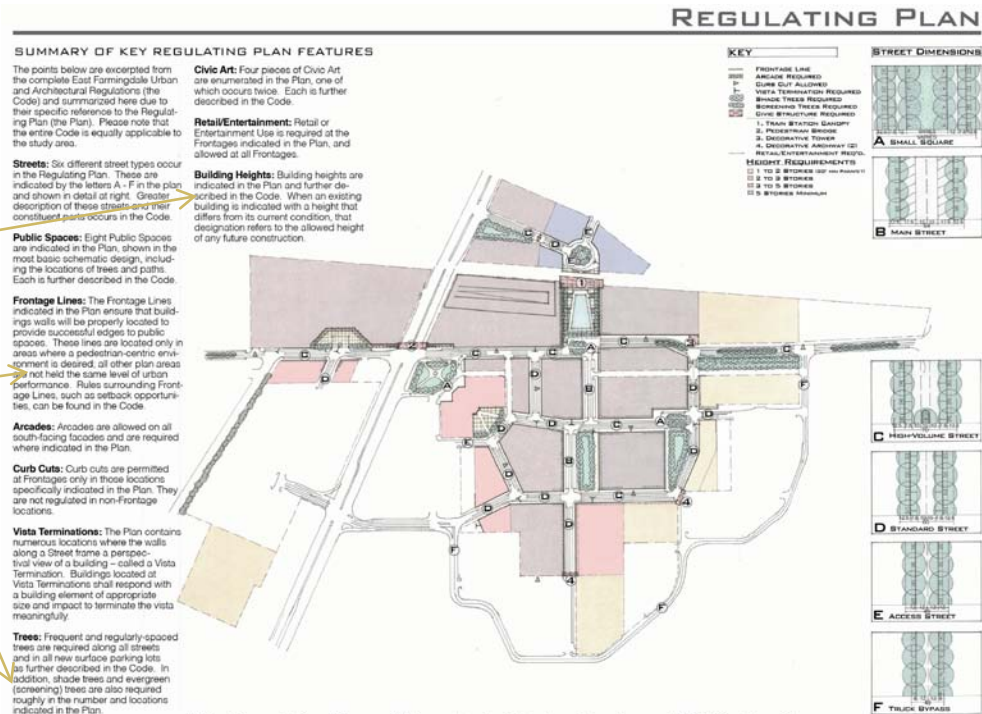 REGULATING PLAN
SUMMARY OF KEY REGULATING PLAN FEATURES
The points below are excerpted from
the complete East Farmingdale Urban
and Architectural Regulations (the
Code) and summarized here due to
their specific reference to the Regulat-
ing Plan (the Plan). Please note that
the entire Code is equally applicable to
the study area.
Streets: Six different street types occur
in the Regulating Plan. These are
indicated by the letters A - F in the plan
and shown in detail at right. Greater
description of these streets and their
constituent parts occurs in the Code.
Public Spaces: Eight Public Spaces
are indicated in the Plan, shown in the
most basic schematic design, includ-
ing the locations of trees and paths.
Each is further described in the Code.
Frontage Lines: The Frontage Lines
indicated in the Plan ensure that build-
ings walls will be properly located to
provide successful edges to public
spaces. These lines are located only in
areas where a pedestrian-centric envi-
ronment is desired; all other plan areas
are not held the same level of urban
performance. Rules surrounding Front-
age Lines, such as setback opportuni-
ties, can be found in the Code.
Arcades: Arcades are allowed on all
south-facing facades and are required
where indicated in the Plan.
Curb Cuts: Curb cuts are permitted
at Frontages only in those locations
specifically indicated in the Plan. They
are not regulated in non-Frontage
locations.
Vista Terminations: The Plan contains
numerous locations where the walls
along a Street frame a perspec-
tival view of a building – called a Vista
Termination. Buildings located at
Vista Terminations shall respond with
a building element of appropriate
size and impact to terminate the vista
meaningfully.
Trees: Frequent and regularly-spaced
trees are required along all streets
and in all new surface parking lots
as further described in the Code. In
addition, shade trees and evergreen
(screening) trees are also required
roughly in the number and locations
indicated in the Plan.
Civic Art: Four pieces of Civic Art
are enumerated in the Plan, one of
which occurs twice. Each is further
described in the Code.
Retail/Entertainment: Retail or
Entertainment Use is required at the
Frontages indicated in the Plan, and
allowed at all Frontages.
Building Heights: Building heights are
indicated in the Plan and further de-
scribed in the Code. When an existing
building is indicated with a height that
differs from its current condition, that
designation refers to the allowed height
of any future construction.
KEY
FRONTAGE LINE
ARCADE REQUIRED
CURB CUT ALLOWED
VISTA TERMINATION REQUIRED
SHADE TREES REQUIRED
SCREENING TREES REQUIRED
CIVIC STRUCTURE REQUIRED
1. TRAIN STATION CANOPY
2. PEDESTRIAN BRIDGE
3. DECORATIVE TOWER
4. DECORATIVE ARCHWAY (2)
RETAIL/ENTERTAINMENT REQ'D.
HEIGHT REQUIREMENTS
1 TO 2 STORIES
2 TO 3 STORIES
3 TO 5 STORIES
5 STORIES MINIMUM
STREET DIMENSIONS
A SMALL SQUARE
B MAIN STREET
C HIGH-VOLUME STREET
D STANDARD STREET
E ACCESS STREET
F TRUCK BYPASS